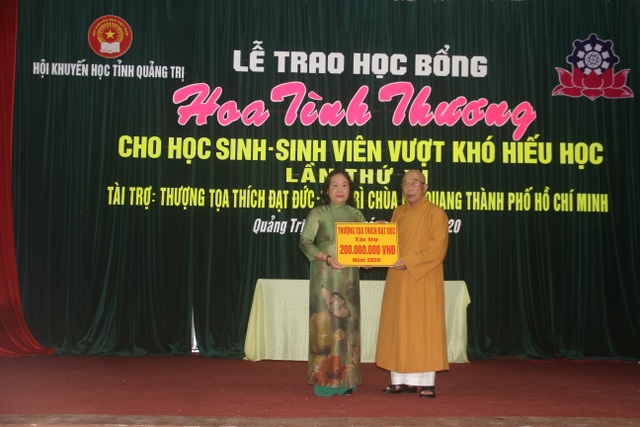 HỘI KHUYẾN HỌC TỈNH QUẢNG TRỊ
LỄ TRAO HỌC BỔNG
Hoa Tình Thương
CHO HỌC SINH-SINH VIÊN VƯỢT KHÓ HIẾU HỌC
LẦN THỨ
TÀI TRỢ: THƯỢNG TỌA THÍCH ĐẠT ĐỨC- RÌ CHÙA QUANG THÀNH PHỐ HỒ CHÍ MINH
Quảng Trị 20
THƯỢNG TỌA THÍCH ĐẠT ĐỨC
Tài trợ
200.000.000 VNĐ
Năm 2020